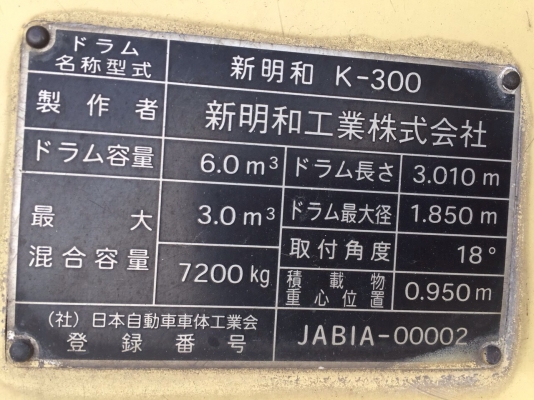 ドラム
名称型式
新明和 K-300
製作者
新明和工業株式会社
ドラム容量
6.0 m³
ドラム長さ
3.010 m
最大
混合容量
3.0 m³
7200 kg
ドラム最大径
1.850 m
取付角度
18°
積載物
重心位置
0.950 m
(社)日本自動車車体工業会
登録番号
JABIA-00002